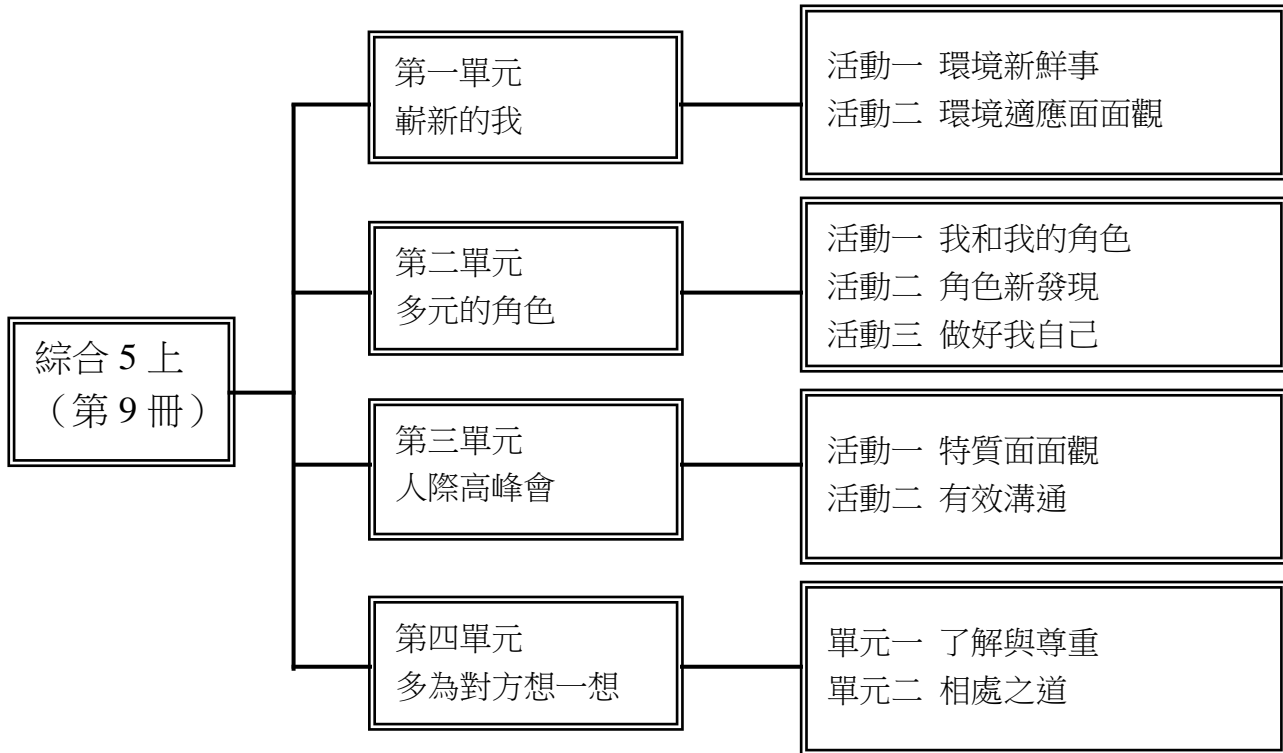 綜合 5 上
（第 9 冊）
第一單元
嶄新的我
活動一 環境新鮮事
活動二 環境適應面面觀
第二單元
多元的角色
活動一 我和我的角色
活動二 角色新發現
活動三 做好我自己
第三單元
人際高峰會
活動一 特質面面觀
活動二 有效溝通
第四單元
多為對方想一想
單元一 了解與尊重
單元二 相處之道